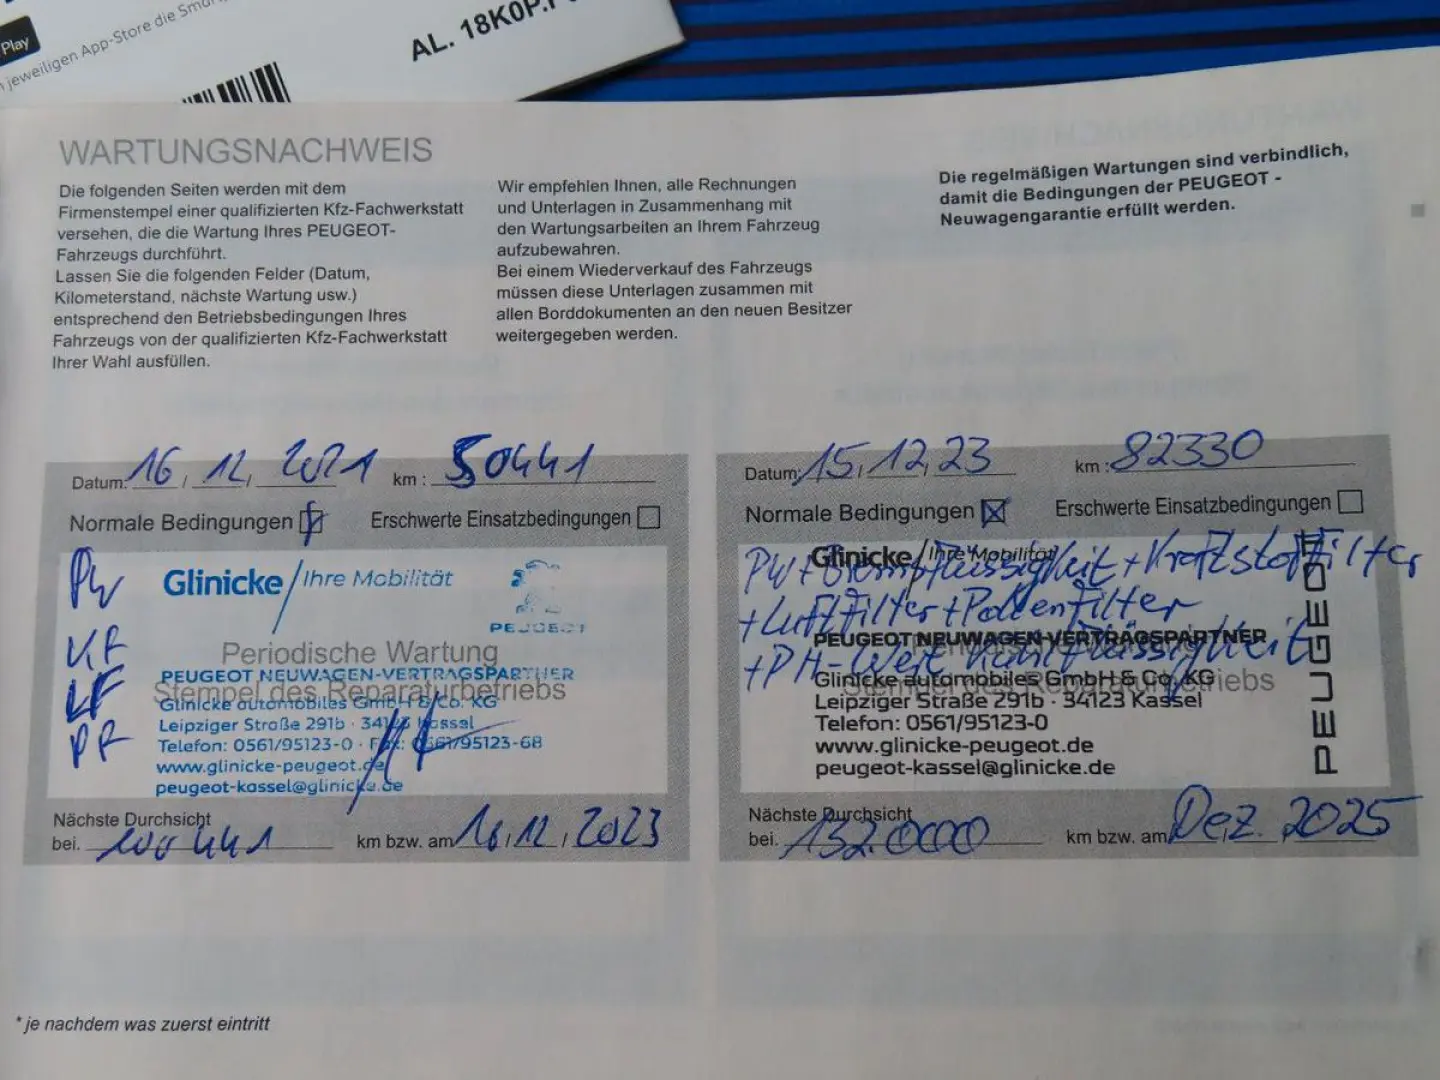 Play
jeweiligen App-Store die
AL. 18K0P.
WARTUNGSNACHWEIS
Die folgenden Seiten werden mit dem
Firmenstempel einer qualifizierten Kfz-Fachwerkstatt
versehen, die die Wartung Ihres PEUGEOT-
Fahrzeugs durchführt.
Lassen Sie die folgenden Felder (Datum,
Kilometerstand, nächste Wartung usw.)
entsprechend den Betriebsbedingungen Ihres
Fahrzeugs von der qualifizierten Kfz-Fachwerkstatt
Ihrer Wahl ausfüllen.
Wir empfehlen Ihnen, alle Rechnungen
und Unterlagen in Zusammenhang mit
den Wartungsarbeiten an Ihrem Fahrzeug
aufzubewahren.
Bei einem Wiederverkauf des Fahrzeugs
müssen diese Unterlagen zusammen mit
allen Borddokumenten an den neuen Besitzer
weitergegeben werden.
Die regelmäßigen Wartungen sind verbindlich,
damit die Bedingungen der PEUGEOT -
Neuwagengarantie erfüllt werden.
Datum: 16 / 12 / 2021 km : 50441
Normale Bedingungen Erschwerte Einsatzbedingungen
PW
KF
LF
PF
Glinicke / Ihre Mobilität
PEUGEOT
Periodische Wartung
PEUGEOT NEUWAGEN-VERTRAGSPARTNER
Stempel des Reparaturbetriebs
Glinicke automobiles GmbH & Co. KG
Leipziger Straße 291b · 34123 Kassel
Telefon: 0561/95123-0 · Fax: 0561/95123-68
www.glinicke-peugeot.de
peugeot-kassel@glinicke.de
Nächste Durchsicht
bei. 100441 km bzw. am 16 / 12 / 2023
Datum: 15, 12, 23 km : 82330
Normale Bedingungen Erschwerte Einsatzbedingungen
Glinicke / Ihre Mobilität
PW + Bremsflüssigkeit + Kraftstoffilter
+ Luftfilter + Pollenfilter
PEUGEOT NEUWAGEN-VERTRAGSPARTNER
Periodische Wartung
+ PH-Wert Kühlflüssigkeit
Glinicke automobiles GmbH & Co. KG
Stempel des Reparaturbetriebs
Leipziger Straße 291b · 34123 Kassel
Telefon: 0561/95123-0
www.glinicke-peugeot.de
peugeot-kassel@glinicke.de
PEUGEOT
Nächste Durchsicht
bei. 132.000 km bzw. am Dez. 2025
* je nachdem was zuerst eintritt